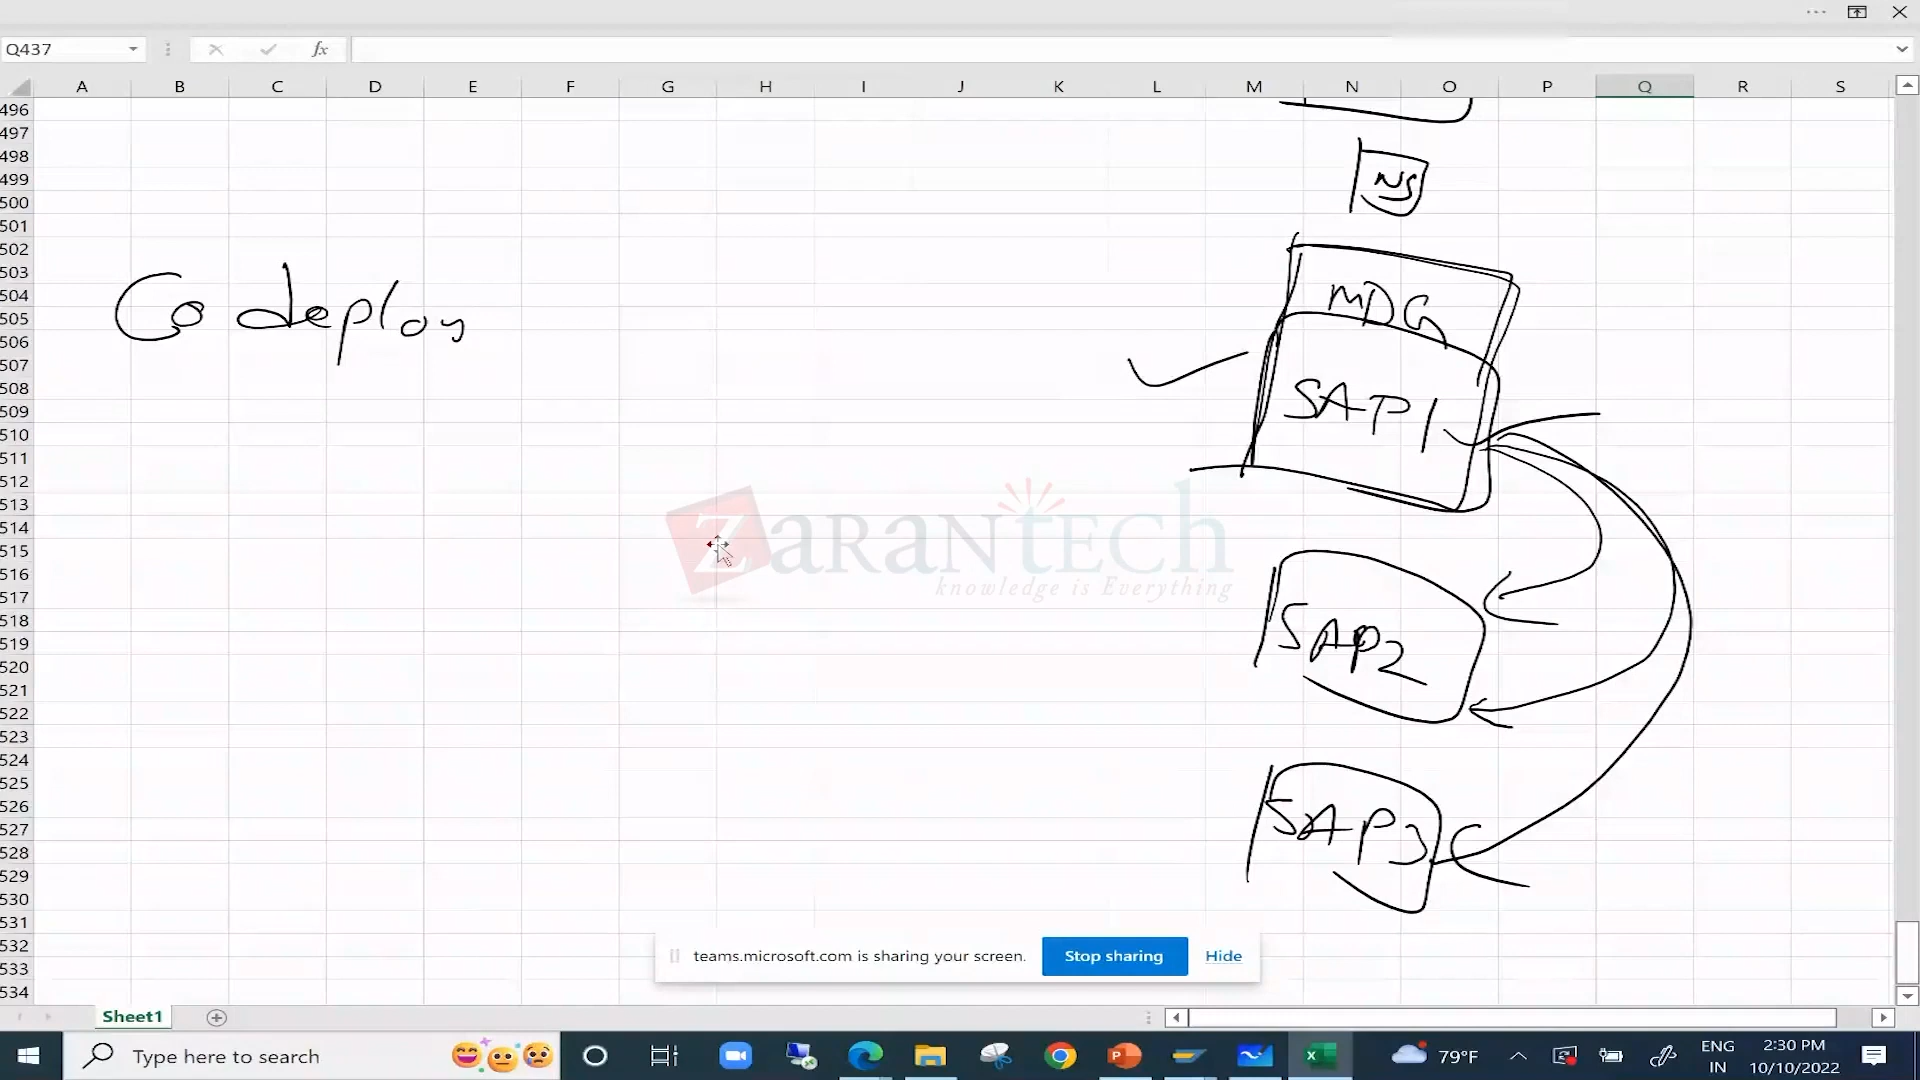 Q437
fx
A B C D E F G H I J K L M N O P Q R S
496
497
498
499
500
501
502
503
504
505
506
507
508
509
510
511
512
513
514
515
516
517
518
519
520
521
522
523
524
525
526
527
528
529
530
531
532
533
534
NS
Co deploy
MDG
SAP1
SAP2
SAP3
ZaranTech
knowledge is Everything
teams.microsoft.com is sharing your screen. Stop sharing Hide
Sheet1
Type here to search
79°F
ENG
IN
2:30 PM
10/10/2022